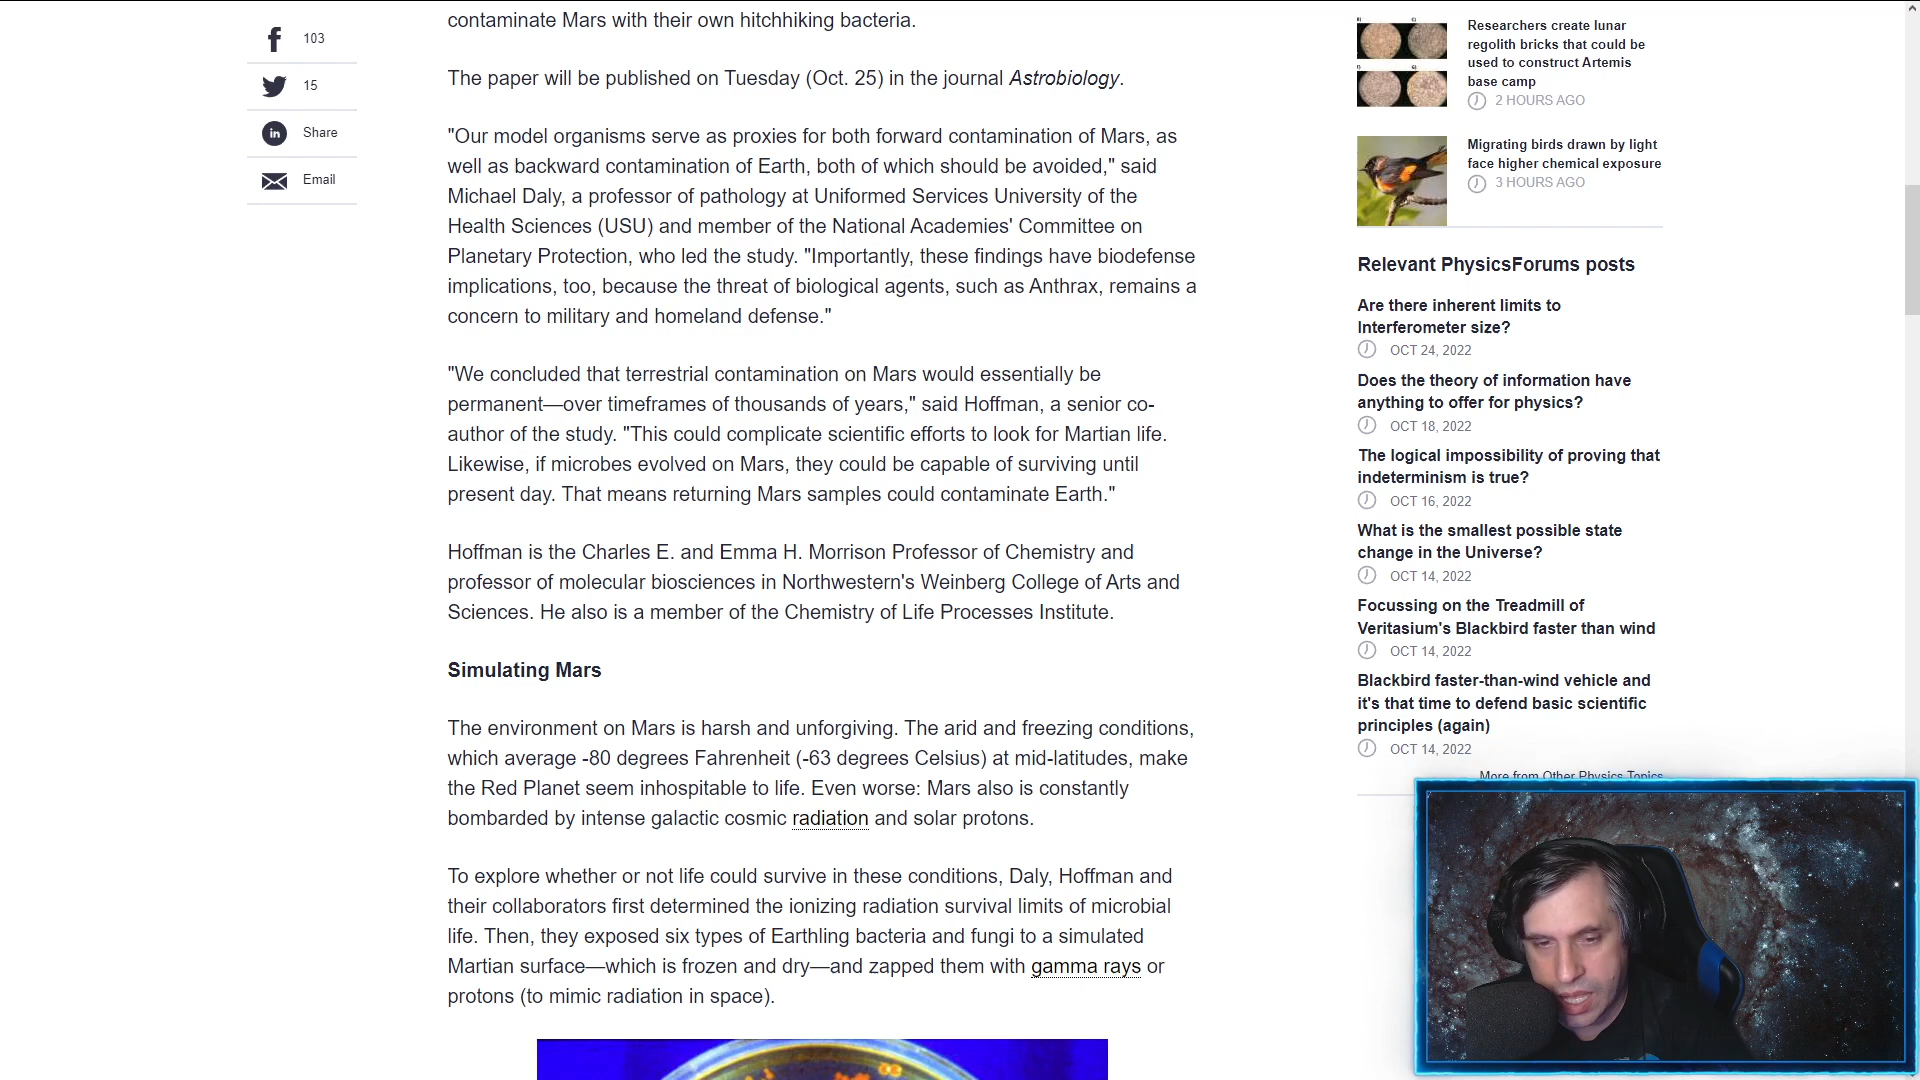 contaminate Mars with their own hitchhiking bacteria.
103
15
Share
Email
The paper will be published on Tuesday (Oct. 25) in the journal Astrobiology.
"Our model organisms serve as proxies for both forward contamination of Mars, as
well as backward contamination of Earth, both of which should be avoided," said
Michael Daly, a professor of pathology at Uniformed Services University of the
Health Sciences (USU) and member of the National Academies' Committee on
Planetary Protection, who led the study. "Importantly, these findings have biodefense
implications, too, because the threat of biological agents, such as Anthrax, remains a
concern to military and homeland defense."
"We concluded that terrestrial contamination on Mars would essentially be
permanent—over timeframes of thousands of years," said Hoffman, a senior co-
author of the study. "This could complicate scientific efforts to look for Martian life.
Likewise, if microbes evolved on Mars, they could be capable of surviving until
present day. That means returning Mars samples could contaminate Earth."
Hoffman is the Charles E. and Emma H. Morrison Professor of Chemistry and
professor of molecular biosciences in Northwestern's Weinberg College of Arts and
Sciences. He also is a member of the Chemistry of Life Processes Institute.
Simulating Mars
The environment on Mars is harsh and unforgiving. The arid and freezing conditions,
which average -80 degrees Fahrenheit (-63 degrees Celsius) at mid-latitudes, make
the Red Planet seem inhospitable to life. Even worse: Mars also is constantly
bombarded by intense galactic cosmic radiation and solar protons.
To explore whether or not life could survive in these conditions, Daly, Hoffman and
their collaborators first determined the ionizing radiation survival limits of microbial
life. Then, they exposed six types of Earthling bacteria and fungi to a simulated
Martian surface—which is frozen and dry—and zapped them with gamma rays or
protons (to mimic radiation in space).
Researchers create lunar
regolith bricks that could be
used to construct Artemis
base camp
2 HOURS AGO
Migrating birds drawn by light
face higher chemical exposure
3 HOURS AGO
Relevant PhysicsForums posts
Are there inherent limits to
Interferometer size?
OCT 24, 2022
Does the theory of information have
anything to offer for physics?
OCT 18, 2022
The logical impossibility of proving that
indeterminism is true?
OCT 16, 2022
What is the smallest possible state
change in the Universe?
OCT 14, 2022
Focussing on the Treadmill of
Veritasium's Blackbird faster than wind
OCT 14, 2022
Blackbird faster-than-wind vehicle and
it's that time to defend basic scientific
principles (again)
OCT 14, 2022
More from Other Physics Topics